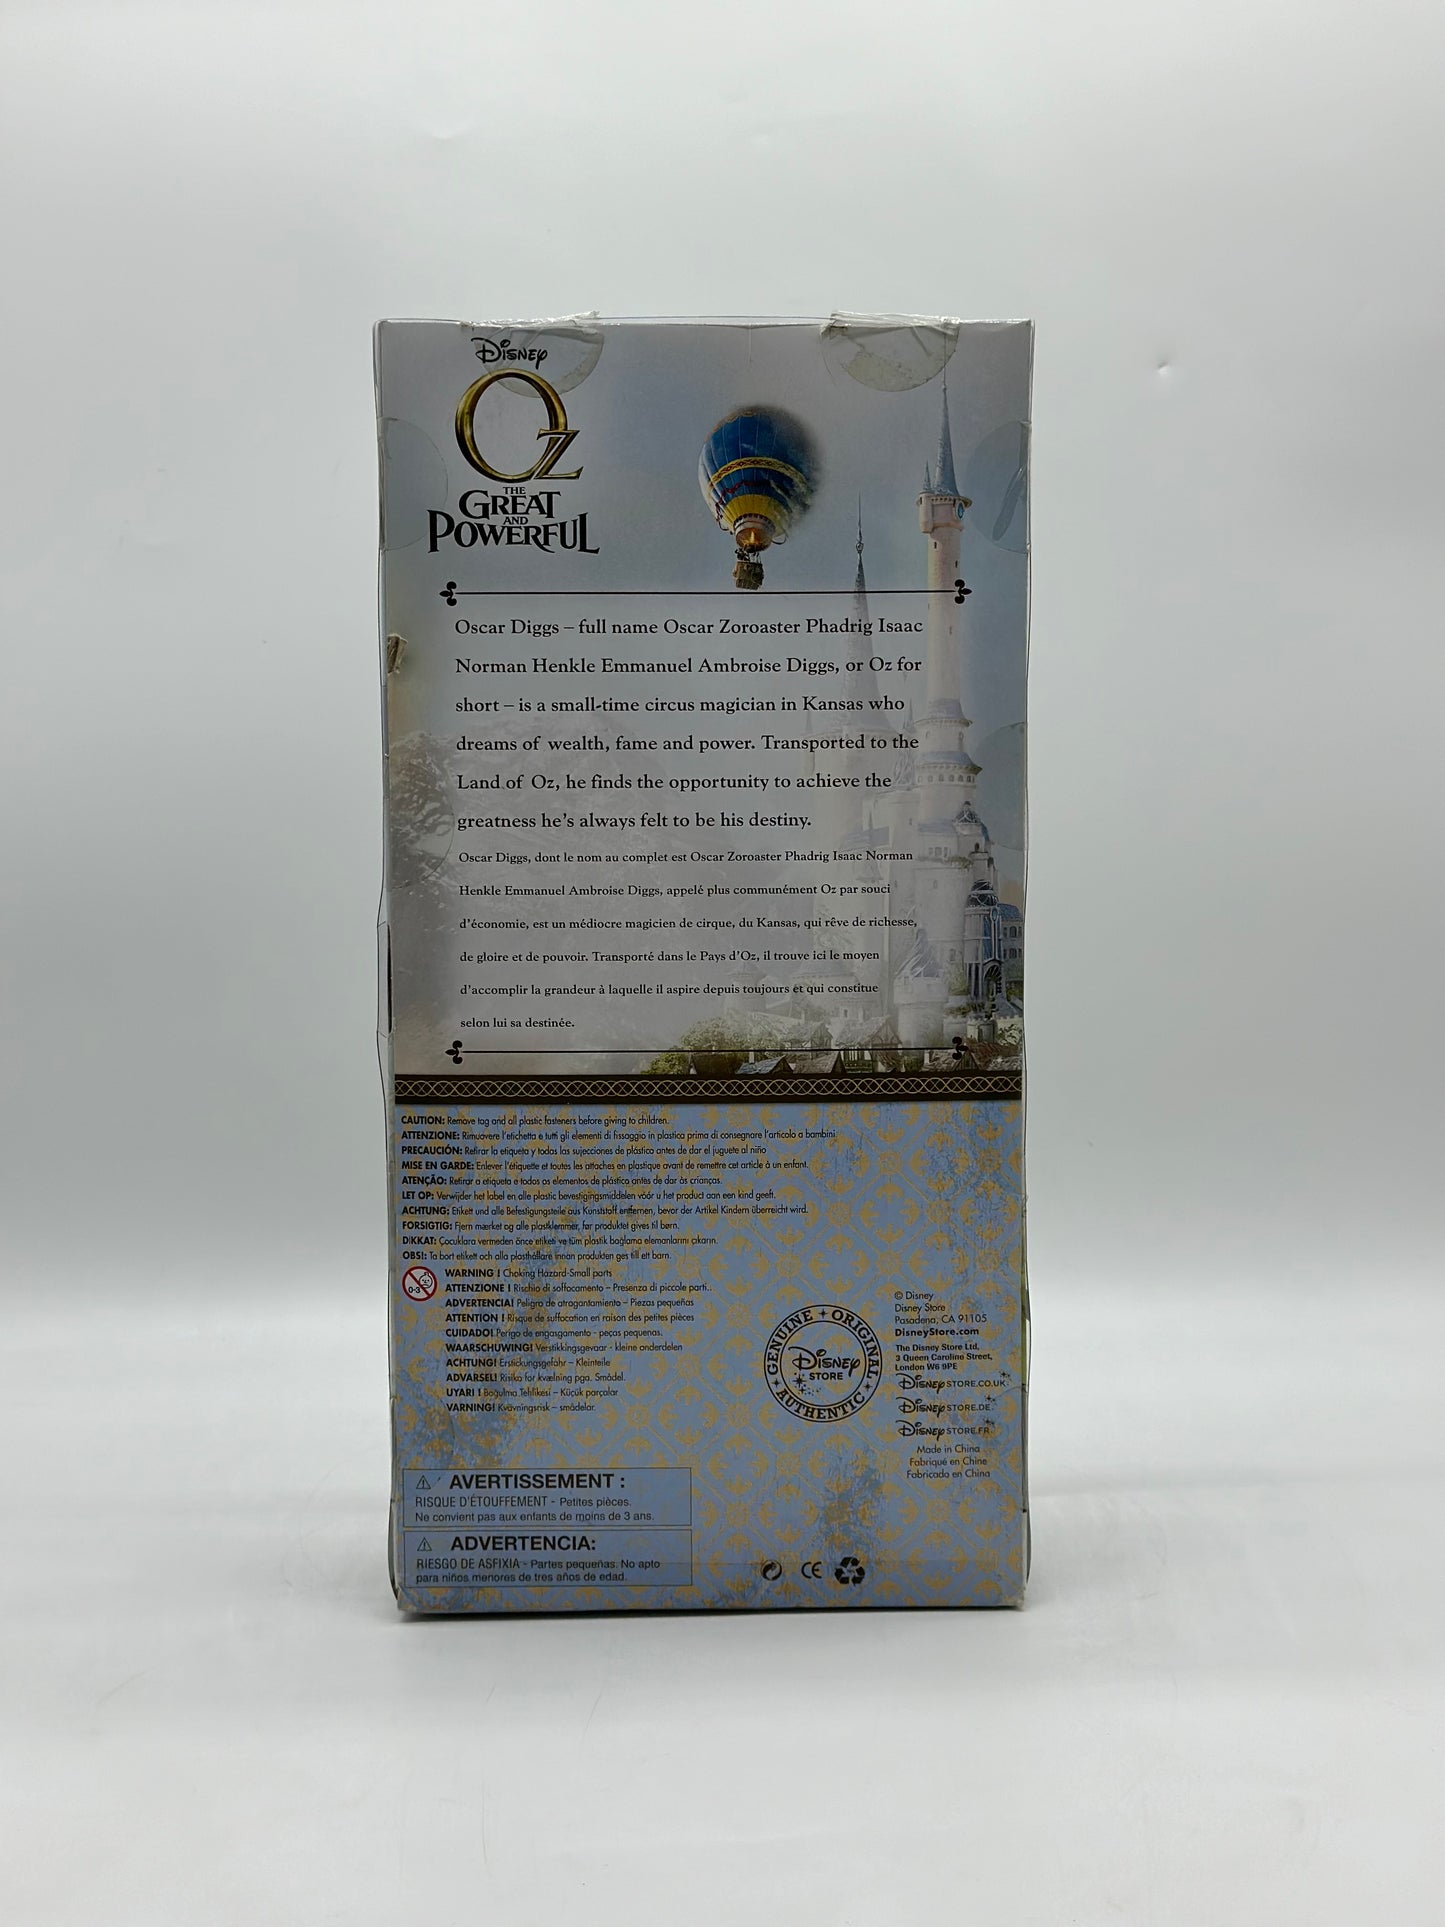 Disney
Oz
THE
GREAT
AND
POWERFUL
Oscar Diggs – full name Oscar Zoroaster Phadrig Isaac
Norman Henkle Emmanuel Ambroise Diggs, or Oz for
short – is a small-time circus magician in Kansas who
dreams of wealth, fame and power. Transported to the
Land of Oz, he finds the opportunity to achieve the
greatness he's always felt to be his destiny.
Oscar Diggs, dont le nom au complet est Oscar Zoroaster Phadrig Isaac Norman
Henkle Emmanuel Ambroise Diggs, appelé plus communément Oz par souci
d'économie, est un médiocre magicien de cirque, du Kansas, qui rêve de richesse,
de gloire et de pouvoir. Transporté dans le Pays d'Oz, il trouve ici le moyen
d'accomplir la grandeur à laquelle il aspire depuis toujours et qui constitue
selon lui sa destinée.
CAUTION: Remove tag and all plastic fasteners before giving to children.
ATTENZIONE: Rimuovere l'etichetta e tutti gli elementi di fissaggio in plastica prima di consegnare l'articolo a bambini.
PRECAUCIÓN: Retirar la etiqueta y todas las sujecciones de plástico antes de dar el juguete al niño
MISE EN GARDE: Enlever l'étiquette et toutes les attaches en plastique avant de remettre cet article à un enfant.
ATENÇÃO: Retirar a etiqueta e todos os elementos de plástico antes de dar às crianças.
LET OP: Verwijder het label en alle plastic bevestigingsmiddelen vóór u het product aan een kind geeft.
ACHTUNG: Etikett und alle Befestigungsteile aus Kunststoff entfernen, bevor der Artikel Kindern überreicht wird.
FORSIGTIG: Fjern mærket og alle plastklemmer, før produktet gives til børn.
DİKKAT: Çocuklara vermeden önce etiketi ve tüm plastik bağlama elemanlarını çıkarın.
OBS!: Ta bort etikett och alla plasthållare innan produkten ges till ett barn.
0-3
WARNING ! Choking Hazard-Small parts
ATTENZIONE ! Rischio di soffocamento – Presenza di piccole parti..
ADVERTENCIA! Peligro de atragantamiento – Piezas pequeñas
ATTENTION ! Risque de suffocation en raison des petites pièces
CUIDADO! Perigo de engasgamento - peças pequenas.
WAARSCHUWING! Verstikkingsgevaar - kleine onderdelen
ACHTUNG! Erstickungsgefahr – Kleinteile
ADVARSEL! Risiko for kvælning pga. Smådel.
UYARI ! Boğulma Tehlikesi – Küçük parçalar
VARNING! Kvävningsrisk – smådelar.
GENUINE ORIGINAL
Disney
STORE
AUTHENTIC
© Disney
Disney Store
Pasadena, CA 91105
DisneyStore.com
The Disney Store Ltd,
3 Queen Caroline Street,
London W6 9PE
DisneySTORE.CO.UK
DisneySTORE.DE
DisneySTORE.FR
Made in China
Fabriqué en Chine
Fabricado en China
AVERTISSEMENT :
RISQUE D'ÉTOUFFEMENT - Petites pièces.
Ne convient pas aux enfants de moins de 3 ans.
ADVERTENCIA:
RIESGO DE ASFIXIA - Partes pequeñas. No apto
para niños menores de tres años de edad.
CE